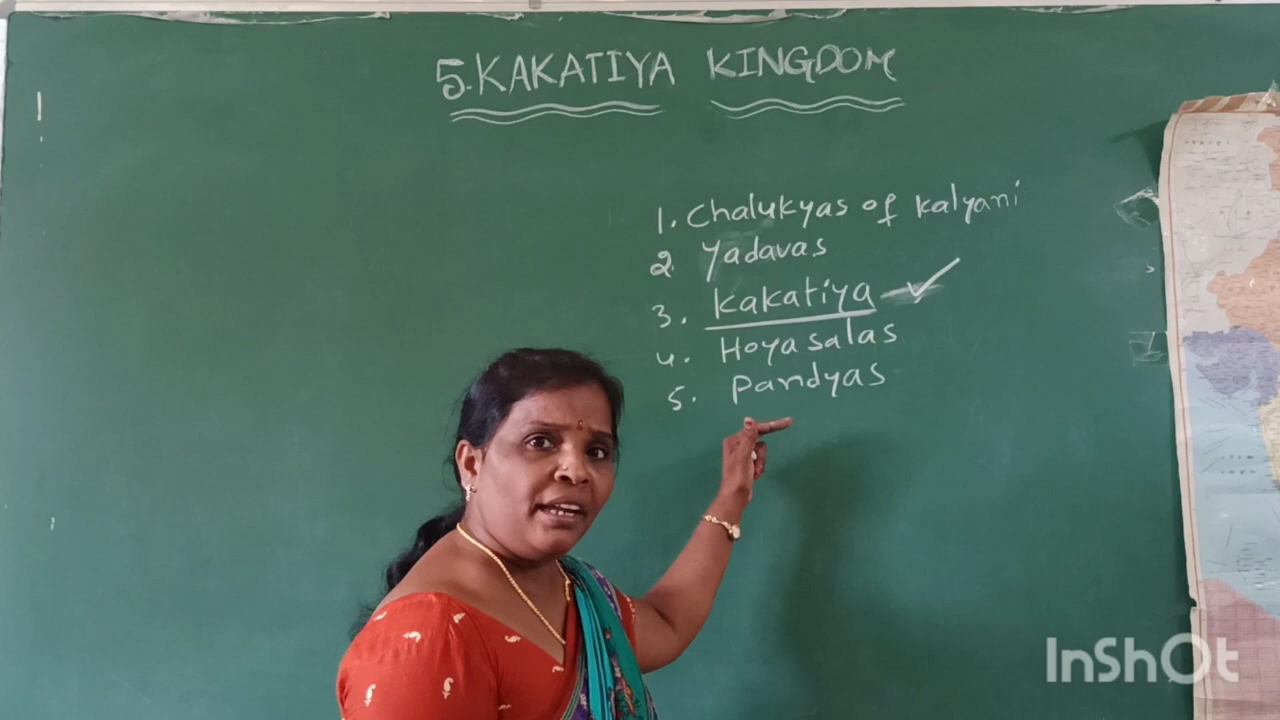 5.KAKATIYA KINGDOM
1. Chalukyas of Kalyani
2. Yadavas
3. Kakatiya
4. Hoyasalas
5. Pandyas
InShOt